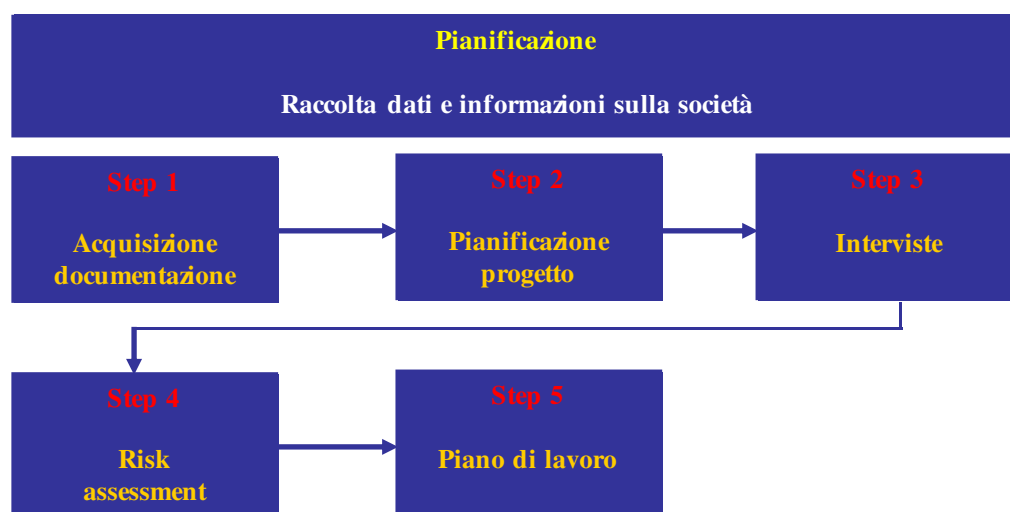 Pianificazione
Raccolta dati e informazioni sulla società
Step 1
Acquisizione
documentazione
Step 2
Pianificazione
progetto
Step 3
Interviste
Step 4
Risk
assessment
Step 5
Piano di lavoro